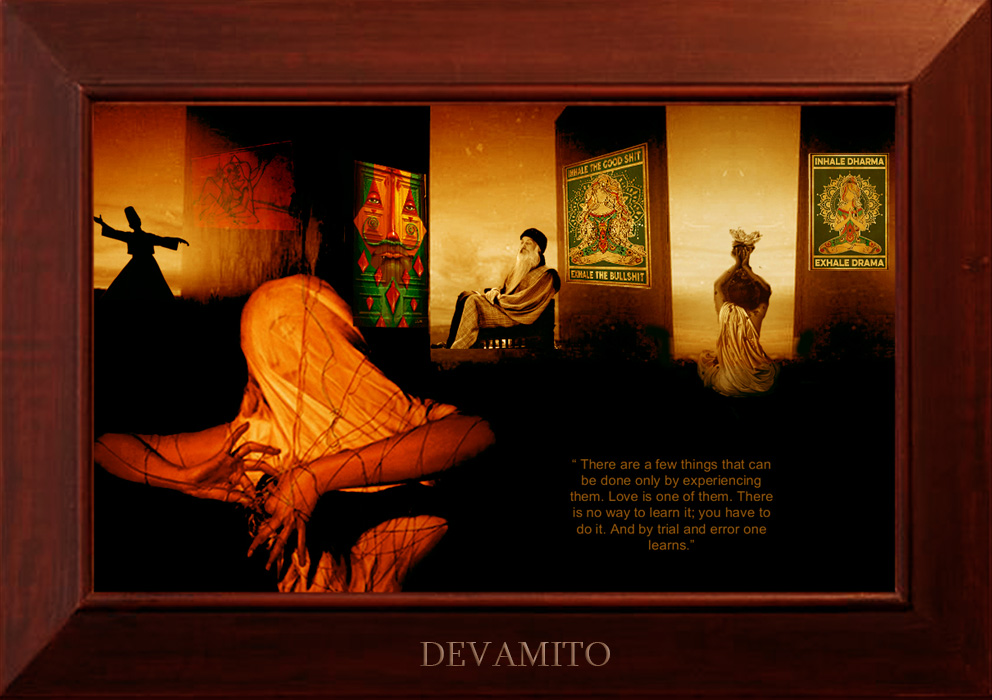 INHALE THE GOOD SH!T
EXHALE THE BULLSHIT
INHALE DHARMA
EXHALE DRAMA
“ There are a few things that can
be done only by experiencing
them. Love is one of them. There
is no way to learn it; you have to
do it. And by trial and error one
learns.”
DEVAMITO